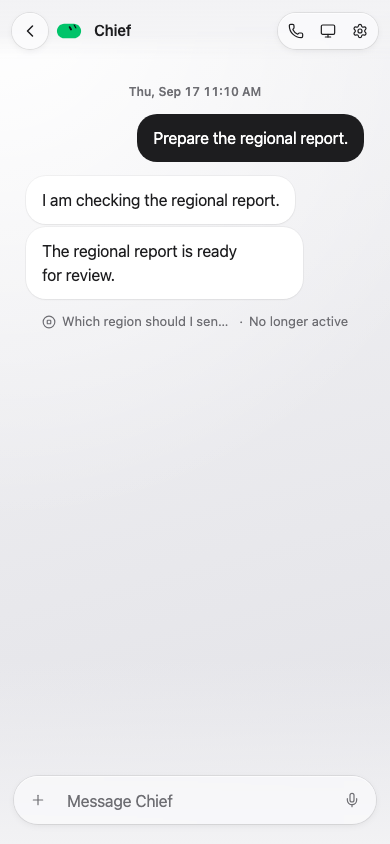 Chief
Thu, Sep 17 11:10 AM
Prepare the regional report.
I am checking the regional report.
The regional report is ready
for review.
Which region should I sen... · No longer active
Message Chief